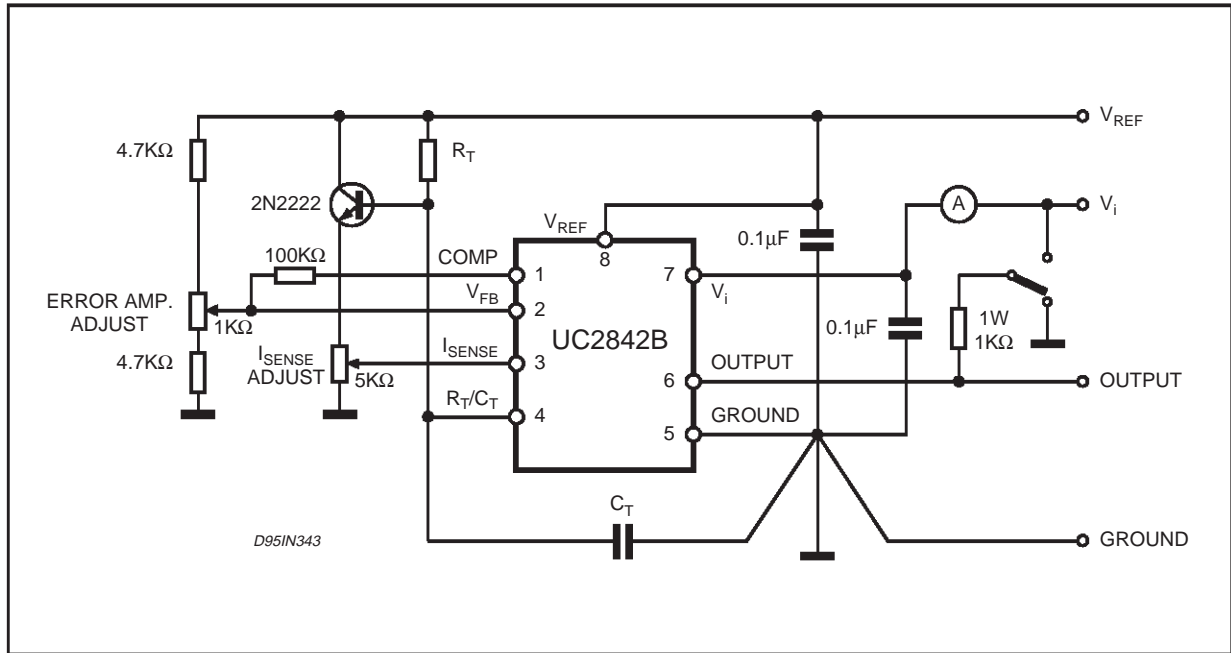 V_REF
4.7KΩ
R_T
2N2222
A
V_i
V_REF
8
0.1μF
100KΩ
COMP
1
7
V_i
V_FB
2
ERROR AMP.
ADJUST
1KΩ
UC2842B
0.1μF
1W
1KΩ
4.7KΩ
I_SENSE
ADJUST
5KΩ
I_SENSE
3
OUTPUT
6
OUTPUT
R_T/C_T
4
GROUND
5
C_T
D95IN343
GROUND